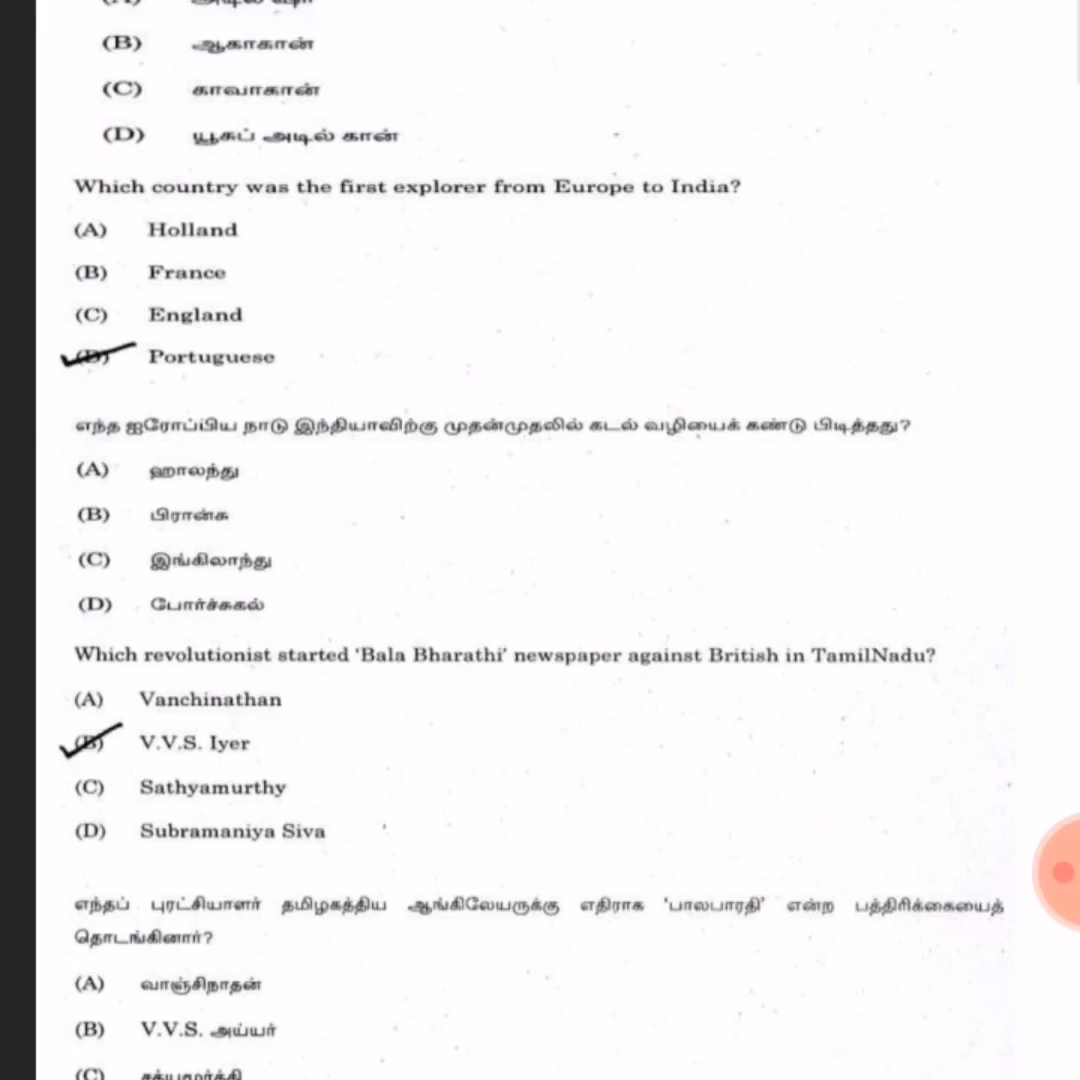 (B) ஆகாகான்
(C) காவாகான்
(D) யூசுப் அடில் கான்
Which country was the first explorer from Europe to India?
(A) Holland
(B) France
(C) England
(D) Portuguese
எந்த ஐரோப்பிய நாடு இந்தியாவிற்கு முதன்முதலில் கடல் வழியைக் கண்டு பிடித்தது?
(A) ஹாலந்து
(B) பிரான்சு
(C) இங்கிலாந்து
(D) போர்ச்சுகல்
Which revolutionist started ‘Bala Bharathi’ newspaper against British in TamilNadu?
(A) Vanchinathan
(B) V.V.S. Iyer
(C) Sathyamurthy
(D) Subramaniya Siva
எந்தப் புரட்சியாளர் தமிழகத்திய ஆங்கிலேயருக்கு எதிராக ‘பாலபாரதி’ என்ற பத்திரிக்கையைத்
தொடங்கினார்?
(A) வாஞ்சிநாதன்
(B) V.V.S. அய்யர்
(C)